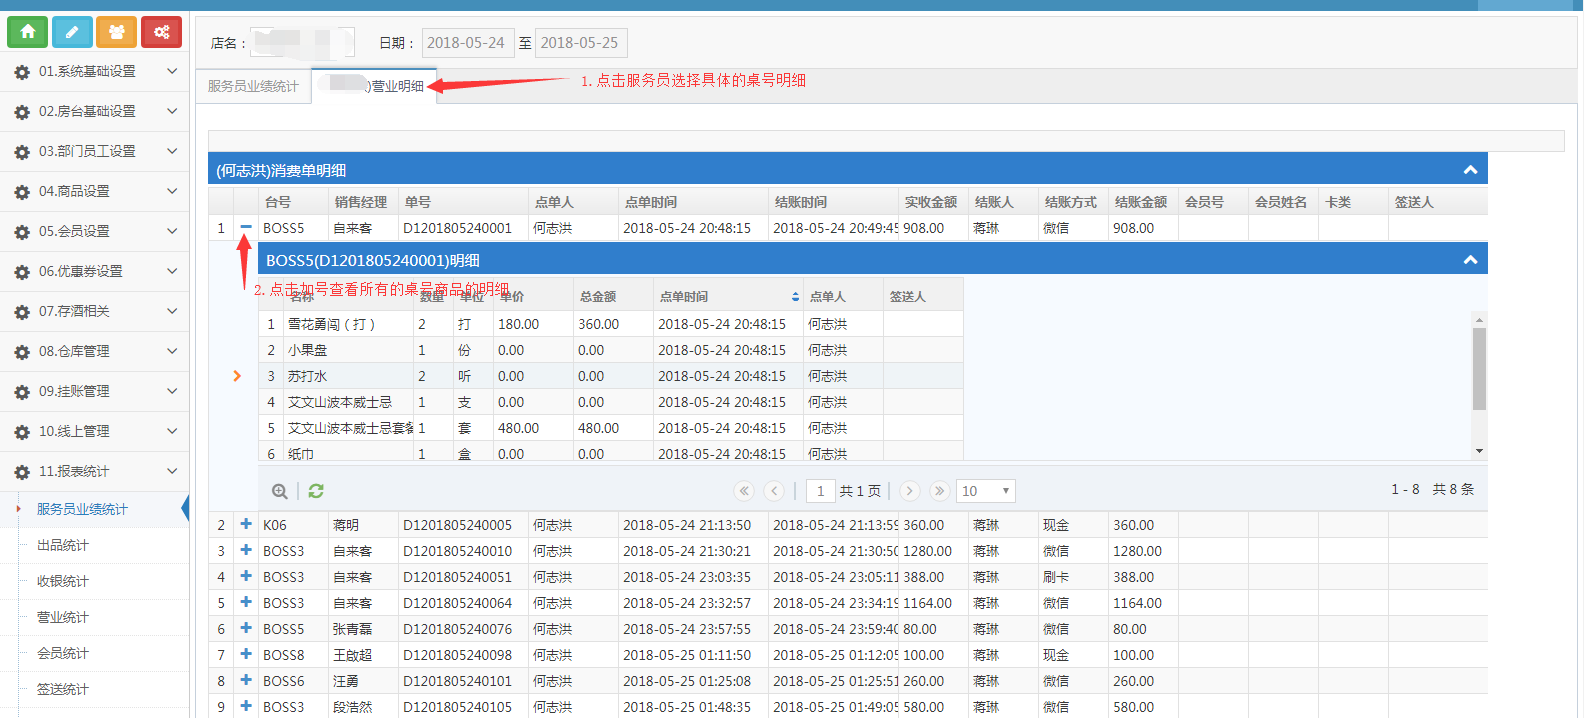 店名：
日期： 2018-05-24 至 2018-05-25
服务员业绩统计
)营业明细
1. 点击服务员选择具体的桌号明细
01.系统基础设置
02.房台基础设置
03.部门员工设置
04.商品设置
05.会员设置
06.优惠券设置
07.存酒相关
08.仓库管理
09.挂账管理
10.线上管理
11.报表统计
服务员业绩统计
出品统计
收银统计
营业统计
会员统计
签送统计
(何志洪)消费单明细
台号 销售经理 单号 点单人 点单时间 结账时间 实收金额 结账人 结账方式 结账金额 会员号 会员姓名 卡类 签送人
1 BOSS5 自来客 D1201805240001 何志洪 2018-05-24 20:48:15 2018-05-24 20:49:45 908.00 蒋琳 微信 908.00
BOSS5(D1201805240001)明细
2. 点击加号查看所有的桌号商品的明细
名称 数量 单位 单价 总金额 点单时间 点单人 签送人
1 雪花勇闯（打） 2 打 180.00 360.00 2018-05-24 20:48:15 何志洪
2 小果盘 1 份 0.00 0.00 2018-05-24 20:48:15 何志洪
3 苏打水 2 听 0.00 0.00 2018-05-24 20:48:15 何志洪
4 艾文山波本威士忌 1 支 0.00 0.00 2018-05-24 20:48:15 何志洪
5 艾文山波本威士忌套餐 1 套 480.00 480.00 2018-05-24 20:48:15 何志洪
6 纸巾 1 盒 0.00 0.00 2018-05-24 20:48:15 何志洪
1 共 1 页 10 1 - 8 共 8 条
2 K06 蒋明 D1201805240005 何志洪 2018-05-24 21:13:50 2018-05-24 21:13:59 360.00 蒋琳 现金 360.00
3 BOSS3 自来客 D1201805240010 何志洪 2018-05-24 21:30:21 2018-05-24 21:30:50 1280.00 蒋琳 微信 1280.00
4 BOSS3 自来客 D1201805240051 何志洪 2018-05-24 23:03:35 2018-05-24 23:05:11 388.00 蒋琳 刷卡 388.00
5 BOSS3 自来客 D1201805240064 何志洪 2018-05-24 23:32:57 2018-05-24 23:34:19 1164.00 蒋琳 微信 1164.00
6 BOSS5 张青磊 D1201805240076 何志洪 2018-05-24 23:57:55 2018-05-24 23:59:40 80.00 蒋琳 微信 80.00
7 BOSS8 王啟超 D1201805240098 何志洪 2018-05-25 01:11:50 2018-05-25 01:12:05 100.00 蒋琳 现金 100.00
8 BOSS6 汪勇 D1201805240101 何志洪 2018-05-25 01:25:08 2018-05-25 01:25:51 260.00 蒋琳 微信 260.00
9 BOSS3 段浩然 D1201805240105 何志洪 2018-05-25 01:48:35 2018-05-25 01:49:05 580.00 蒋琳 微信 580.00